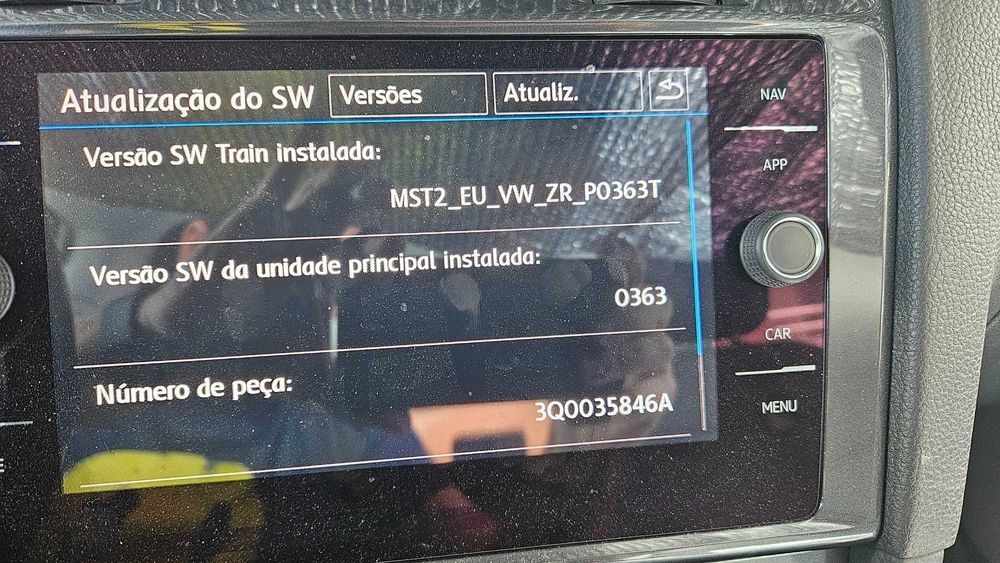 Atualização do SW
Versões
Atualiz.
Versão SW Train instalada:
MST2_EU_VW_ZR_P0363T
Versão SW da unidade principal instalada:
0363
Número de peça:
3Q0035846A
NAV
APP
CAR
MENU